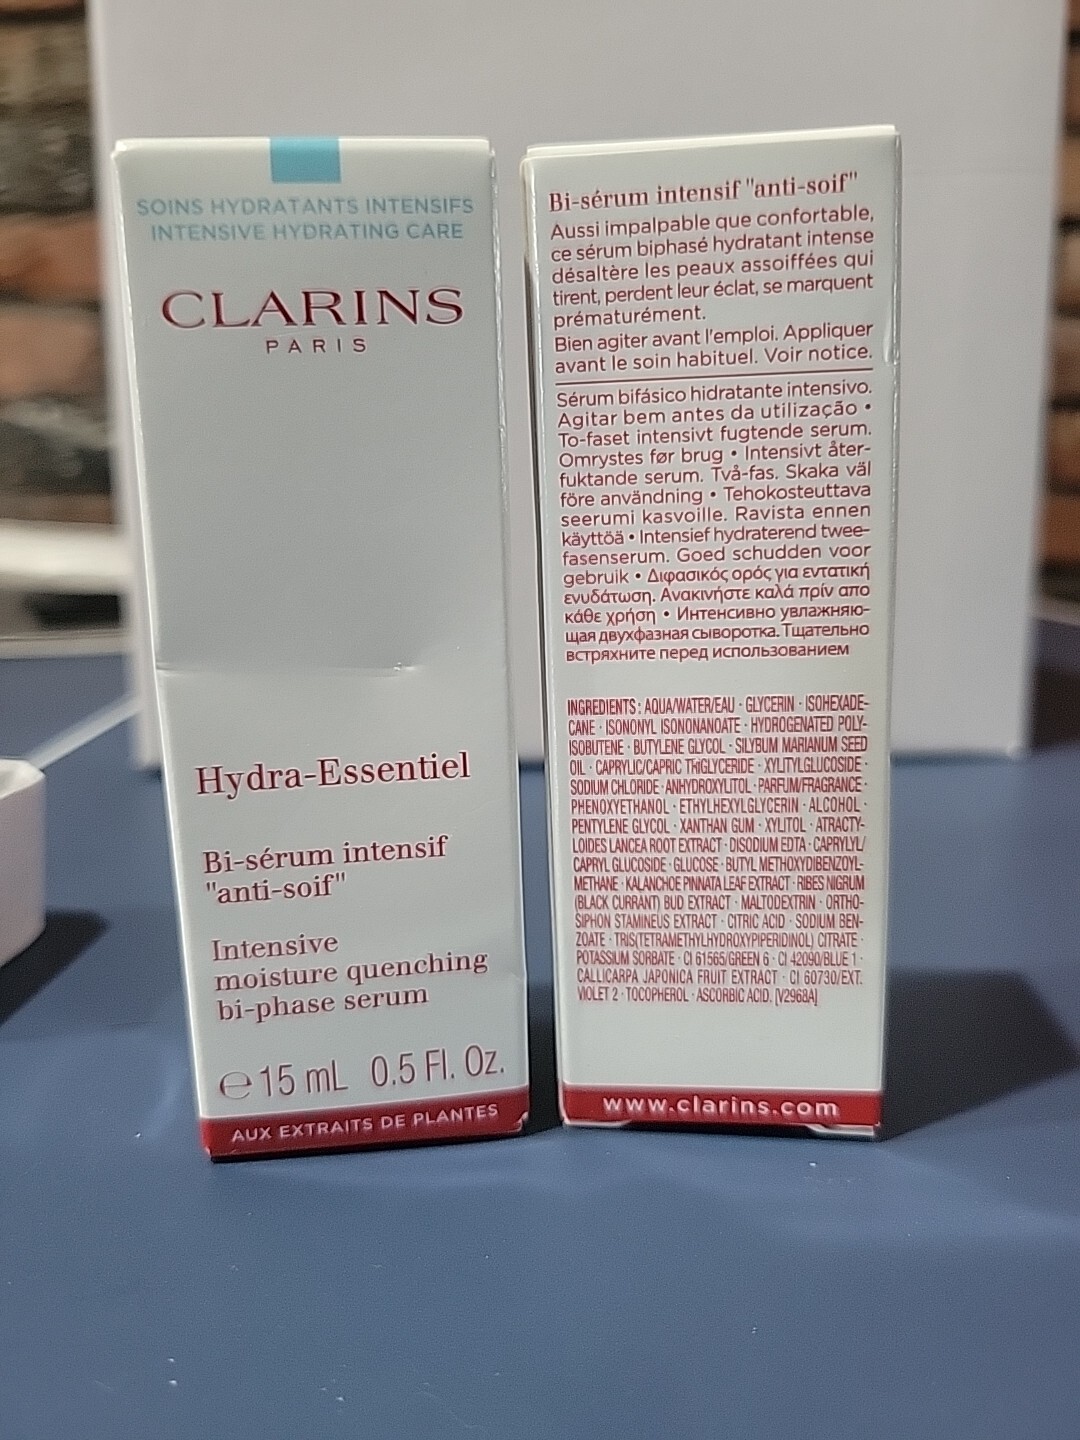 SOINS HYDRATANTS INTENSIFS
INTENSIVE HYDRATING CARE
CLARINS
PARIS
Hydra-Essentiel
Bi-sérum intensif
"anti-soif"
Intensive
moisture quenching
bi-phase serum
℮ 15 mL 0.5 Fl. Oz.
AUX EXTRAITS DE PLANTES
Bi-sérum intensif "anti-soif"
Aussi impalpable que confortable,
ce sérum biphasé hydratant intense
désaltère les peaux assoiffées qui
tirent, perdent leur éclat, se marquent
prématurément.
Bien agiter avant l'emploi. Appliquer
avant le soin habituel. Voir notice.
Sérum bifásico hidratante intensivo.
Agitar bem antes da utilização •
To-faset intensivt fugtende serum.
Omrystes før brug • Intensivt åter-
fuktande serum. Två-fas. Skaka väl
före användning • Tehokosteuttava
seerumi kasvoille. Ravista ennen
käyttöä • Intensief hydraterend twee-
fasenserum. Goed schudden voor
gebruik • Διφασικός ορός για εντατική
ενυδάτωση. Ανακινήστε καλά πρίν απο
κάθε χρήση • Интенсивно увлажняю-
щая двухфазная сыворотка. Тщательно
встряхните перед использованием
INGREDIENTS : AQUA/WATER/EAU · GLYCERIN · ISOHEXADE-
CANE · ISONONYL ISONONANOATE · HYDROGENATED POLY-
ISOBUTENE · BUTYLENE GLYCOL · SILYBUM MARIANUM SEED
OIL · CAPRYLIC/CAPRIC TRIGLYCERIDE · XYLITYLGLUCOSIDE ·
SODIUM CHLORIDE · ANHYDROXYLITOL · PARFUM/FRAGRANCE ·
PHENOXYETHANOL · ETHYLHEXYLGLYCERIN · ALCOHOL ·
PENTYLENE GLYCOL · XANTHAN GUM · XYLITOL · ATRACTY-
LOIDES LANCEA ROOT EXTRACT · DISODIUM EDTA · CAPRYLYL/
CAPRYL GLUCOSIDE · GLUCOSE · BUTYL METHOXYDIBENZOYL-
METHANE · KALANCHOE PINNATA LEAF EXTRACT · RIBES NIGRUM
(BLACK CURRANT) BUD EXTRACT · MALTODEXTRIN · ORTHO-
SIPHON STAMINEUS EXTRACT · CITRIC ACID · SODIUM BEN-
ZOATE · TRIS(TETRAMETHYLHYDROXYPIPERIDINOL) CITRATE ·
POTASSIUM SORBATE · CI 61565/GREEN 6 · CI 42090/BLUE 1 ·
CALLICARPA JAPONICA FRUIT EXTRACT · CI 60730/EXT.
VIOLET 2 · TOCOPHEROL · ASCORBIC ACID. [V2968A]
www.clarins.com